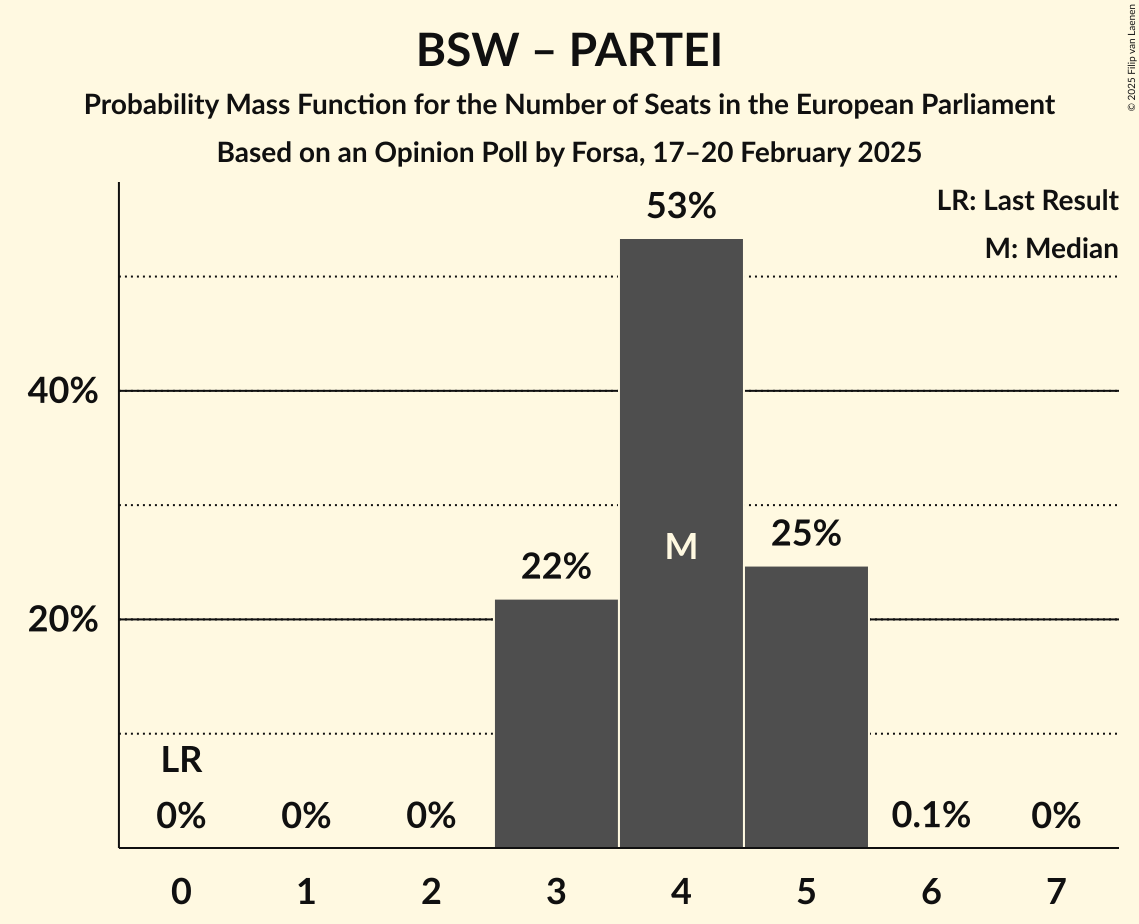 BSW – PARTEI
Probability Mass Function for the Number of Seats in the European Parliament
Based on an Opinion Poll by Forsa, 17–20 February 2025
© 2025 Filip van Laenen
LR: Last Result
M: Median
53%
40%
25%
M
22%
20%
LR
0%
0%
0%
0.1%
0%
0 1 2 3 4 5 6 7